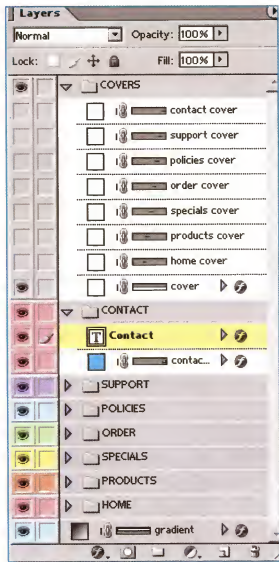 Layers
Normal Opacity: 100%
Lock: Fill: 100%
COVERS
contact cover
support cover
policies cover
order cover
specials cover
products cover
home cover
cover
CONTACT
T Contact
contac...
SUPPORT
POLICIES
ORDER
SPECIALS
PRODUCTS
HOME
gradient